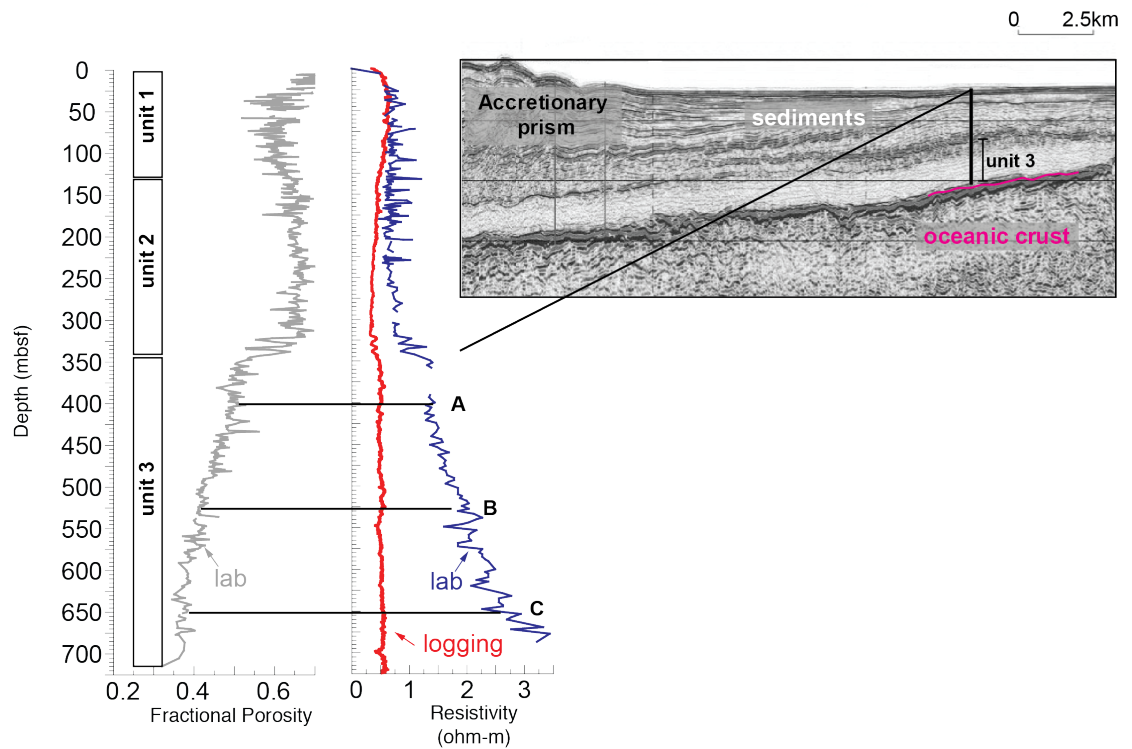 0 2.5km
Accretionary
prism
sediments
unit 3
oceanic crust
0
50
100
150
200
250
300
350
400
450
500
550
600
650
700
Depth (mbsf)
unit 1
unit 2
unit 3
A
B
C
lab
lab
logging
0.2 0.4 0.6
Fractional Porosity
0 1 2 3
Resistivity
(ohm-m)